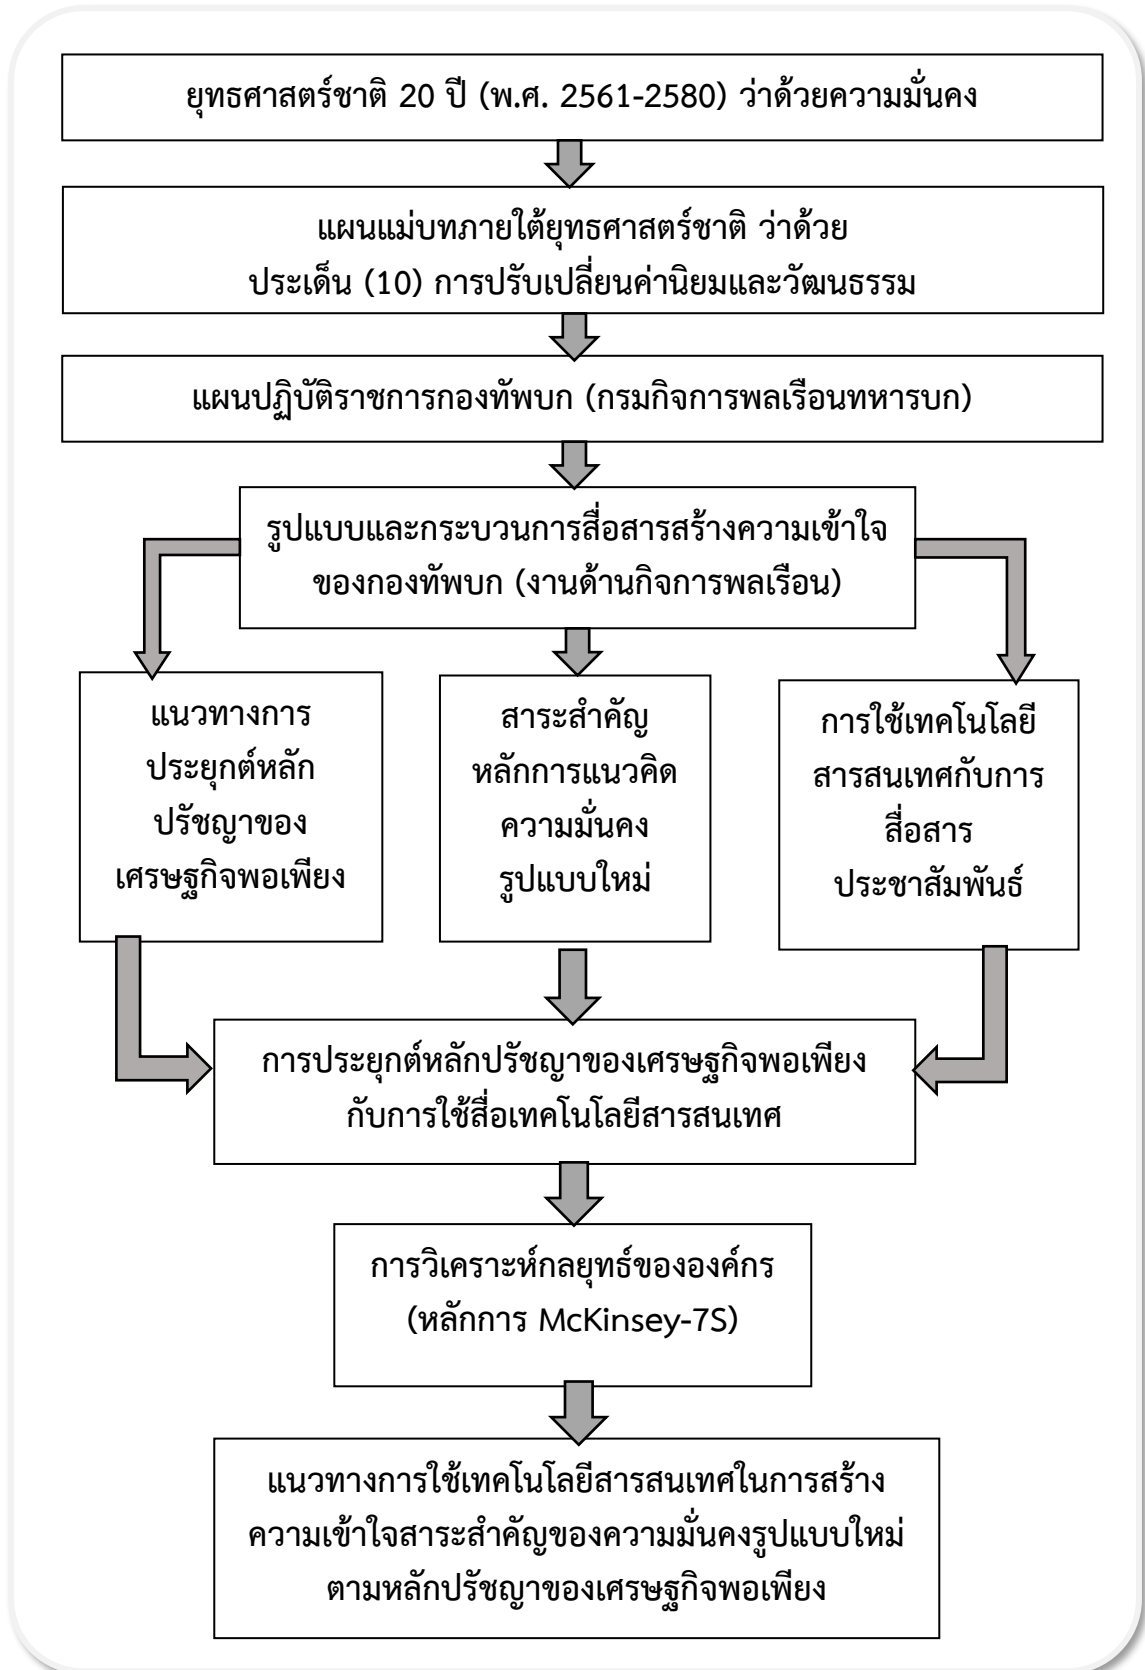 ยุทธศาสตร์ชาติ 20 ปี (พ.ศ. 2561-2580) ว่าด้วยความมั่นคง
แผนแม่บทภายใต้ยุทธศาสตร์ชาติ ว่าด้วย
ประเด็น (10) การปรับเปลี่ยนค่านิยมและวัฒนธรรม
แผนปฏิบัติราชการกองทัพบก (กรมกิจการพลเรือนทหารบก)
รูปแบบและกระบวนการสื่อสารสร้างความเข้าใจ
ของกองทัพบก (งานด้านกิจการพลเรือน)
แนวทางการ
ประยุกต์หลัก
ปรัชญาของ
เศรษฐกิจพอเพียง
สาระสำคัญ
หลักการแนวคิด
ความมั่นคง
รูปแบบใหม่
การใช้เทคโนโลยี
สารสนเทศกับการ
สื่อสาร
ประชาสัมพันธ์
การประยุกต์หลักปรัชญาของเศรษฐกิจพอเพียง
กับการใช้สื่อเทคโนโลยีสารสนเทศ
การวิเคราะห์กลยุทธ์ขององค์กร
(หลักการ McKinsey-7S)
แนวทางการใช้เทคโนโลยีสารสนเทศในการสร้าง
ความเข้าใจสาระสำคัญของความมั่นคงรูปแบบใหม่
ตามหลักปรัชญาของเศรษฐกิจพอเพียง